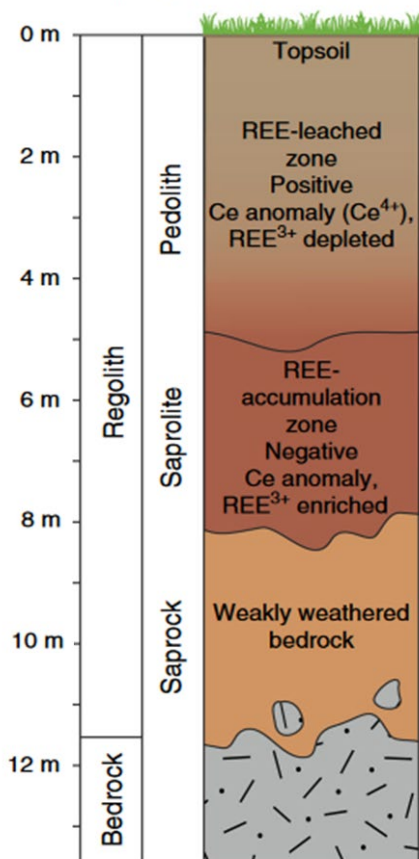 0 m
2 m
4 m
6 m
8 m
10 m
12 m
Regolith
Bedrock
Pedolith
Saprolite
Saprock
Topsoil
REE-leached
zone
Positive
Ce anomaly (Ce⁴⁺),
REE³⁺ depleted
REE-
accumulation
zone
Negative
Ce anomaly,
REE³⁺ enriched
Weakly weathered
bedrock